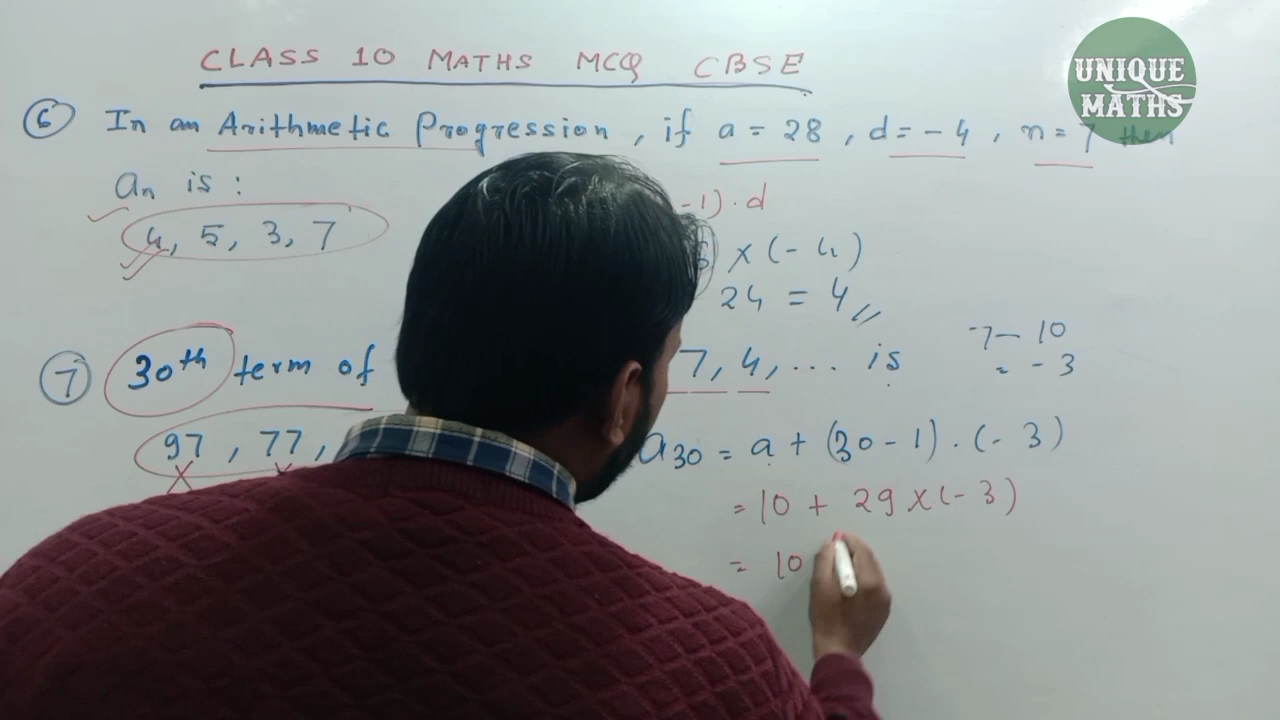 CLASS 10 MATHS MCQ CBSE
UNIQUE
MATHS
6 In an Arithmetic Progression, if a = 28, d = -4, n = 7 then
an is :
-1).d
4, 5, 3, 7
x (-4)
24 = 4
7 - 10
= -3
7 30th term of 7, 4, ... is
97, 77,
a30 = a + (30-1).(-3)
= 10 + 29 x (-3)
= 10